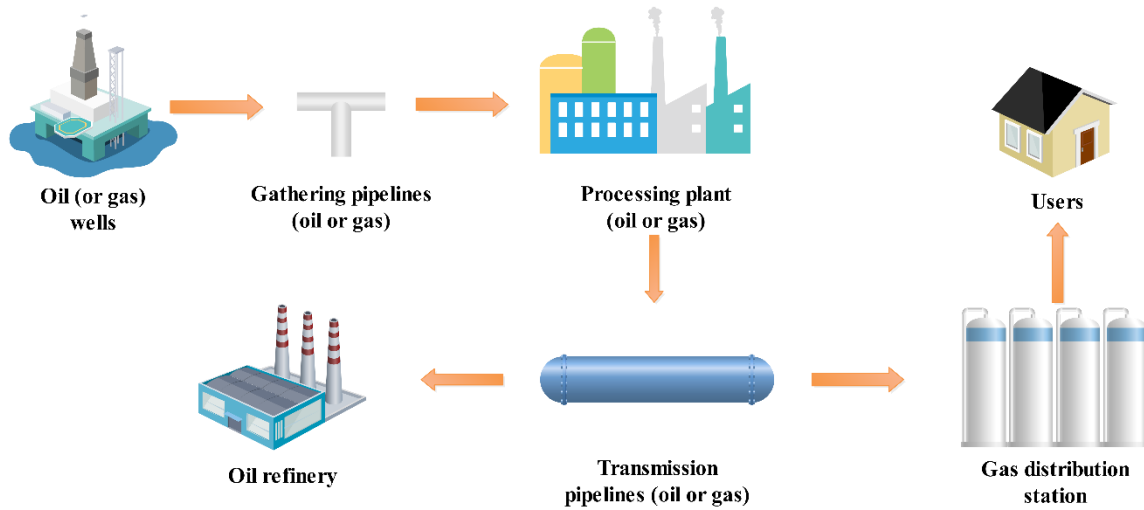 Oil (or gas)
wells
Gathering pipelines
(oil or gas)
Processing plant
(oil or gas)
Users
Oil refinery
Transmission
pipelines (oil or gas)
Gas distribution
station